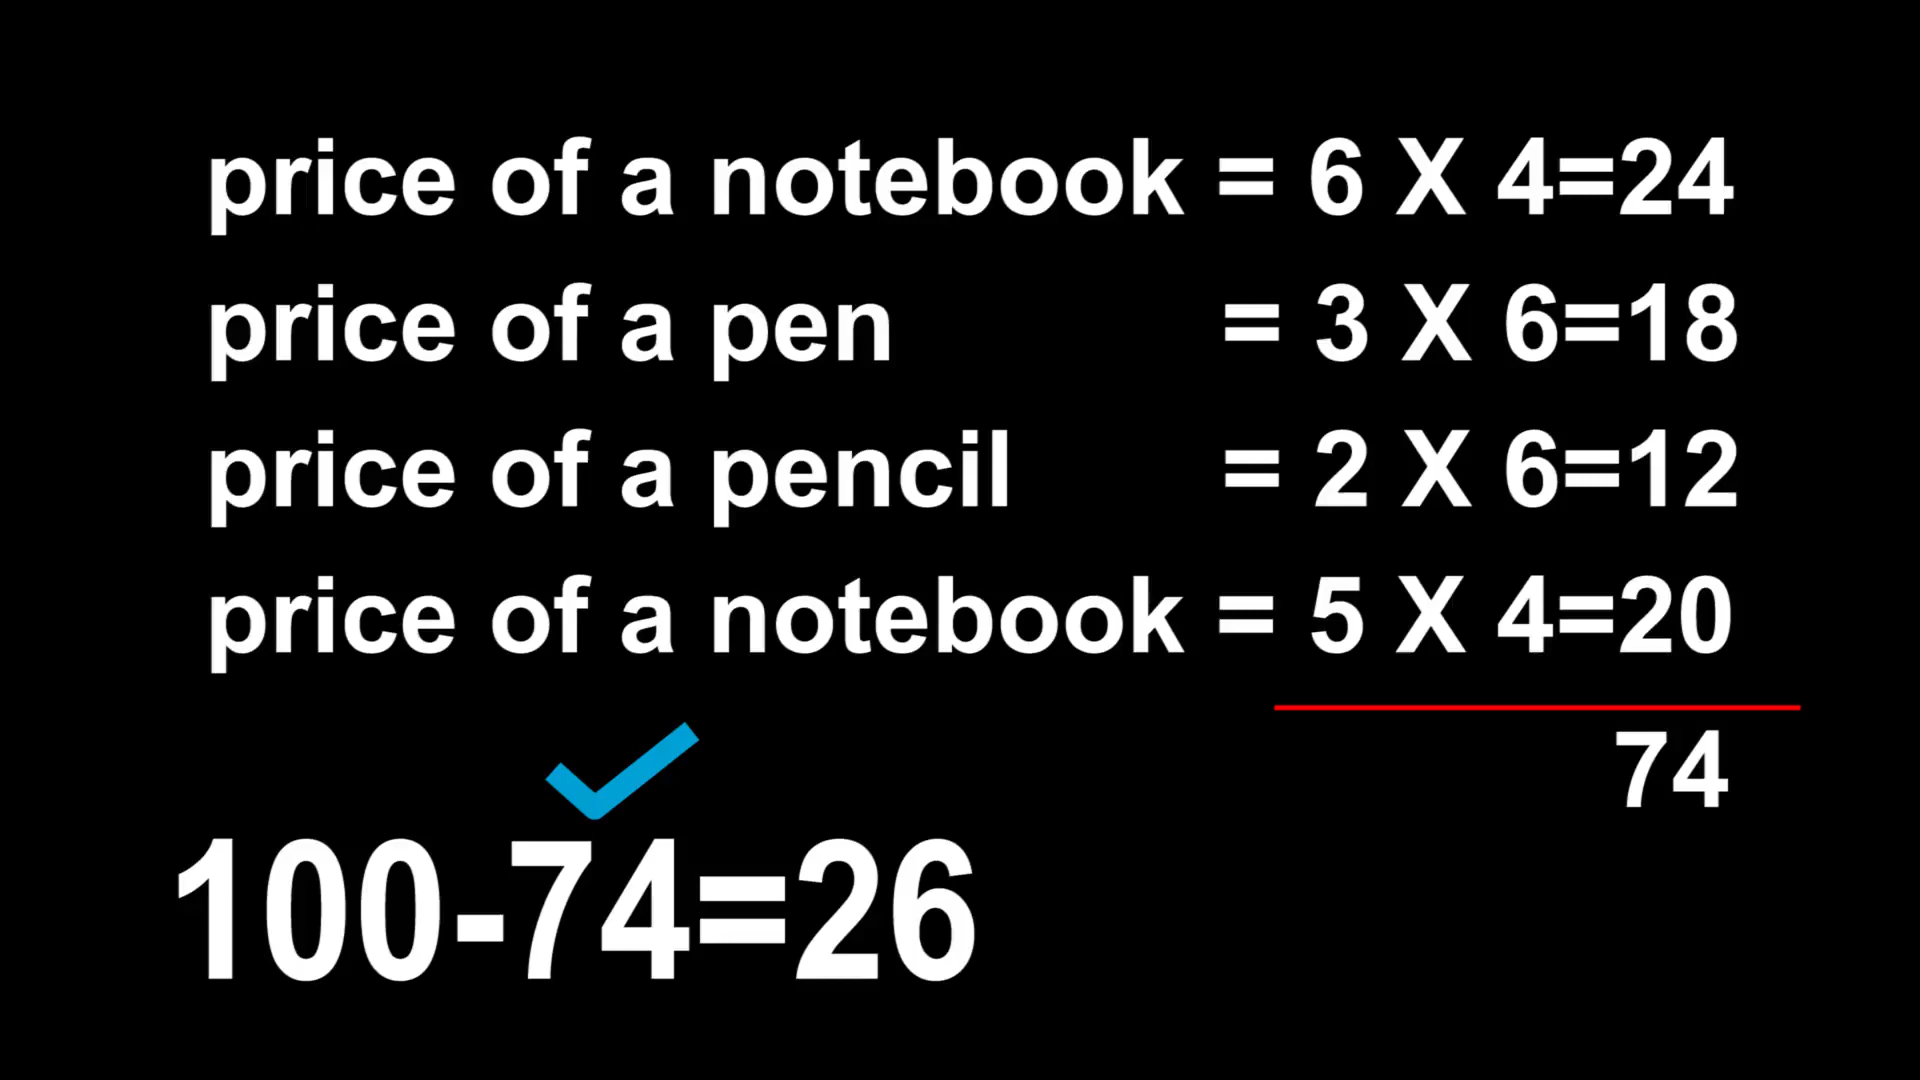 price of a notebook = 6 X 4=24
price of a pen = 3 X 6=18
price of a pencil = 2 X 6=12
price of a notebook = 5 X 4=20
74
100-74=26